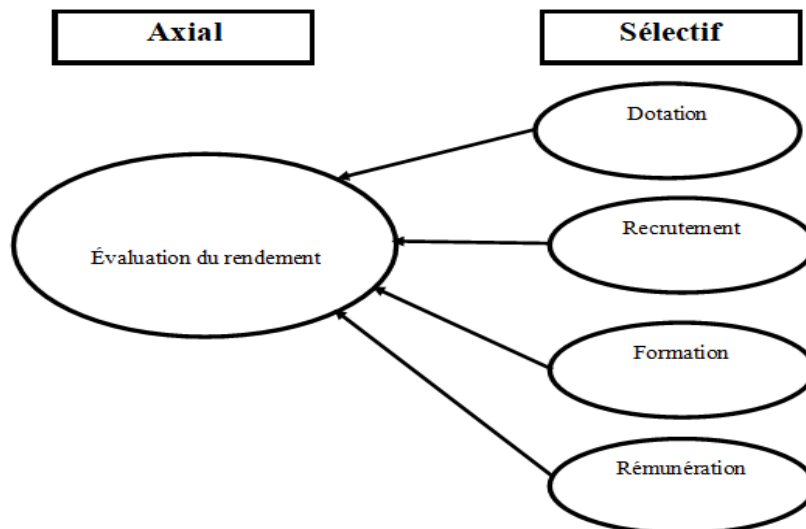 Axial
Sélectif
Dotation
Recrutement
Évaluation du rendement
Formation
Rémunération